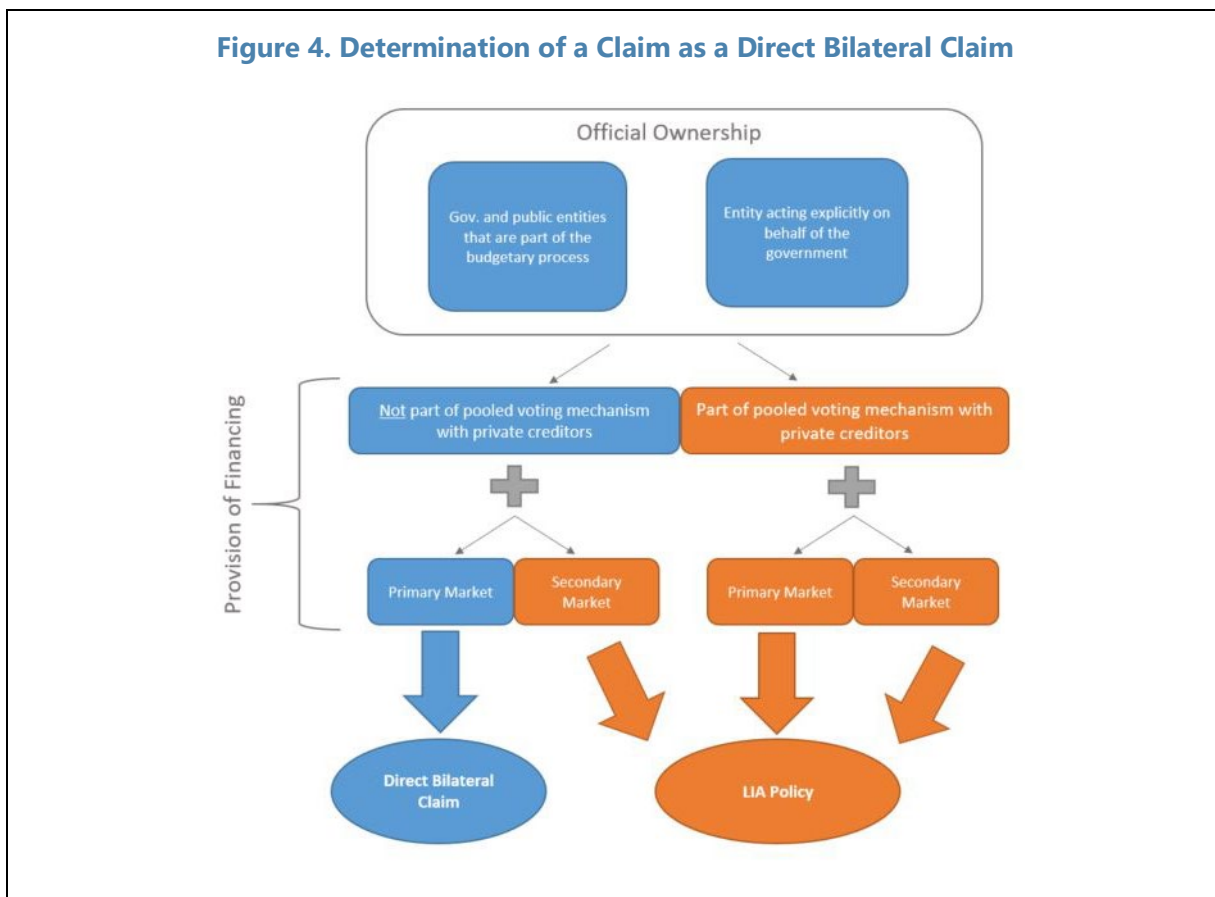 Figure 4. Determination of a Claim as a Direct Bilateral Claim
Official Ownership
Gov. and public entities
that are part of the
budgetary process
Entity acting explicitly on
behalf of the
government
Provision of Financing
Not part of pooled voting mechanism
with private creditors
Part of pooled voting mechanism with
private creditors
Primary Market
Secondary
Market
Primary Market
Secondary
Market
Direct Bilateral
Claim
LIA Policy